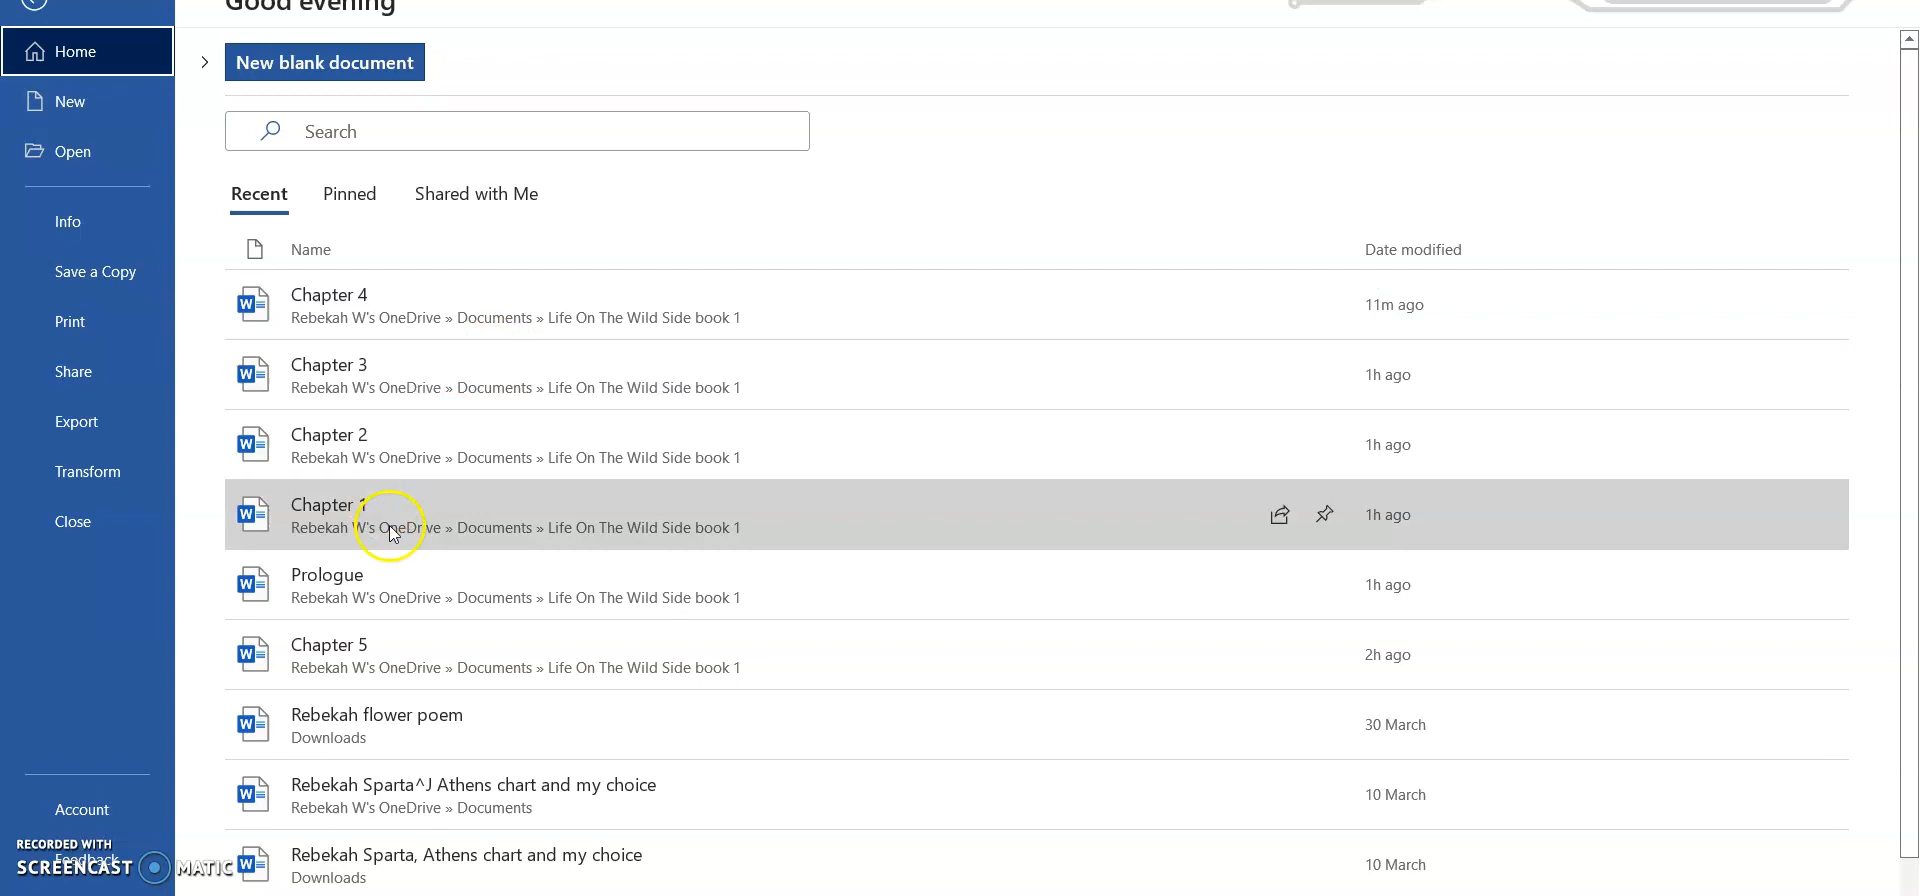 Good evening
Home
New blank document
New
Search
Open
Recent Pinned Shared with Me
Info
Name Date modified
Save a Copy
Chapter 4
Rebekah W's OneDrive » Documents » Life On The Wild Side book 1
11m ago
Print
Chapter 3
Rebekah W's OneDrive » Documents » Life On The Wild Side book 1
1h ago
Share
Export
Chapter 2
Rebekah W's OneDrive » Documents » Life On The Wild Side book 1
1h ago
Transform
Chapter 1
Rebekah W's OneDrive » Documents » Life On The Wild Side book 1
1h ago
Close
Prologue
Rebekah W's OneDrive » Documents » Life On The Wild Side book 1
1h ago
Chapter 5
Rebekah W's OneDrive » Documents » Life On The Wild Side book 1
2h ago
Rebekah flower poem
Downloads
30 March
Rebekah Sparta^J Athens chart and my choice
Rebekah W's OneDrive » Documents
10 March
Account
Rebekah Sparta, Athens chart and my choice
Downloads
10 March
Feedback
RECORDED WITH
SCREENCAST MATIC